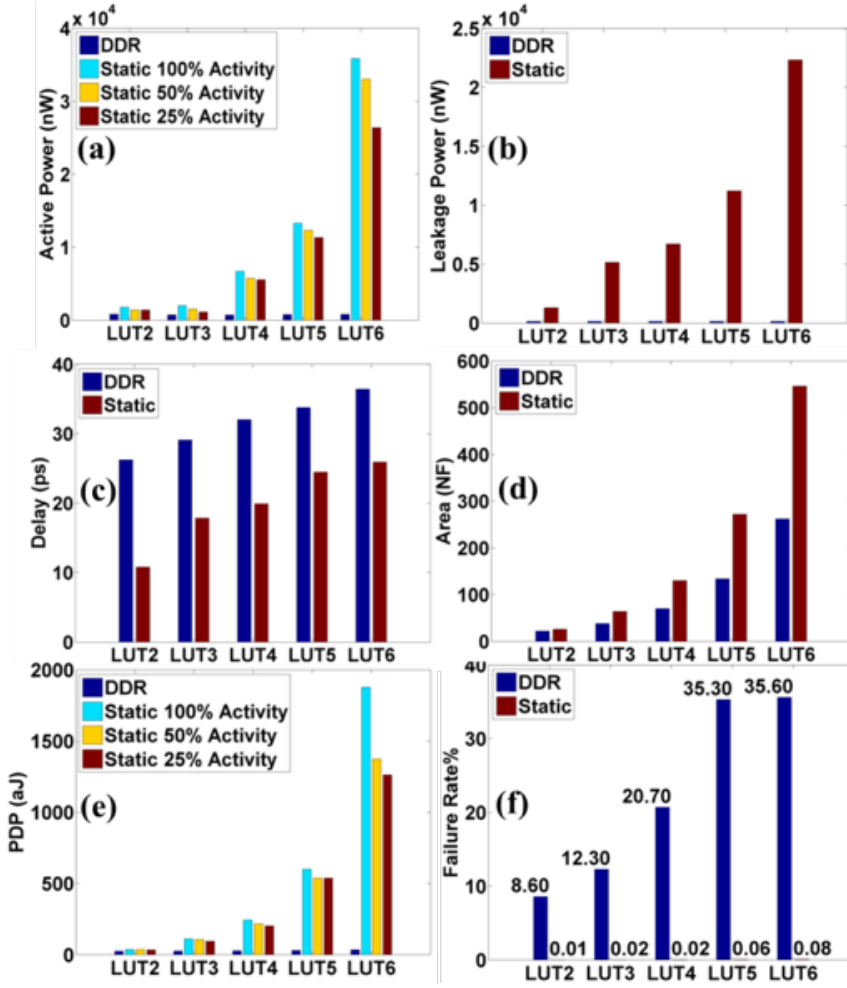 x 10⁴
4
3
2
1
0
Active Power (nW)
DDR
Static 100% Activity
Static 50% Activity
Static 25% Activity
(a)
LUT2 LUT3 LUT4 LUT5 LUT6
x 10⁴
2.5
2
1.5
1
0.5
0
Leakage Power (nW)
DDR
Static
(b)
LUT2 LUT3 LUT4 LUT5 LUT6
40
30
20
10
0
Delay (ps)
DDR
Static
(c)
LUT2 LUT3 LUT4 LUT5 LUT6
600
500
400
300
200
100
0
Area (NF)
DDR
Static
(d)
LUT2 LUT3 LUT4 LUT5 LUT6
2000
1500
1000
500
0
PDP (aJ)
DDR
Static 100% Activity
Static 50% Activity
Static 25% Activity
(e)
LUT2 LUT3 LUT4 LUT5 LUT6
40
30
20
10
0
Failure Rate%
DDR
Static
(f)
35.30 35.60
20.70
12.30
8.60
0.01 0.02 0.02 0.06 0.08
LUT2 LUT3 LUT4 LUT5 LUT6